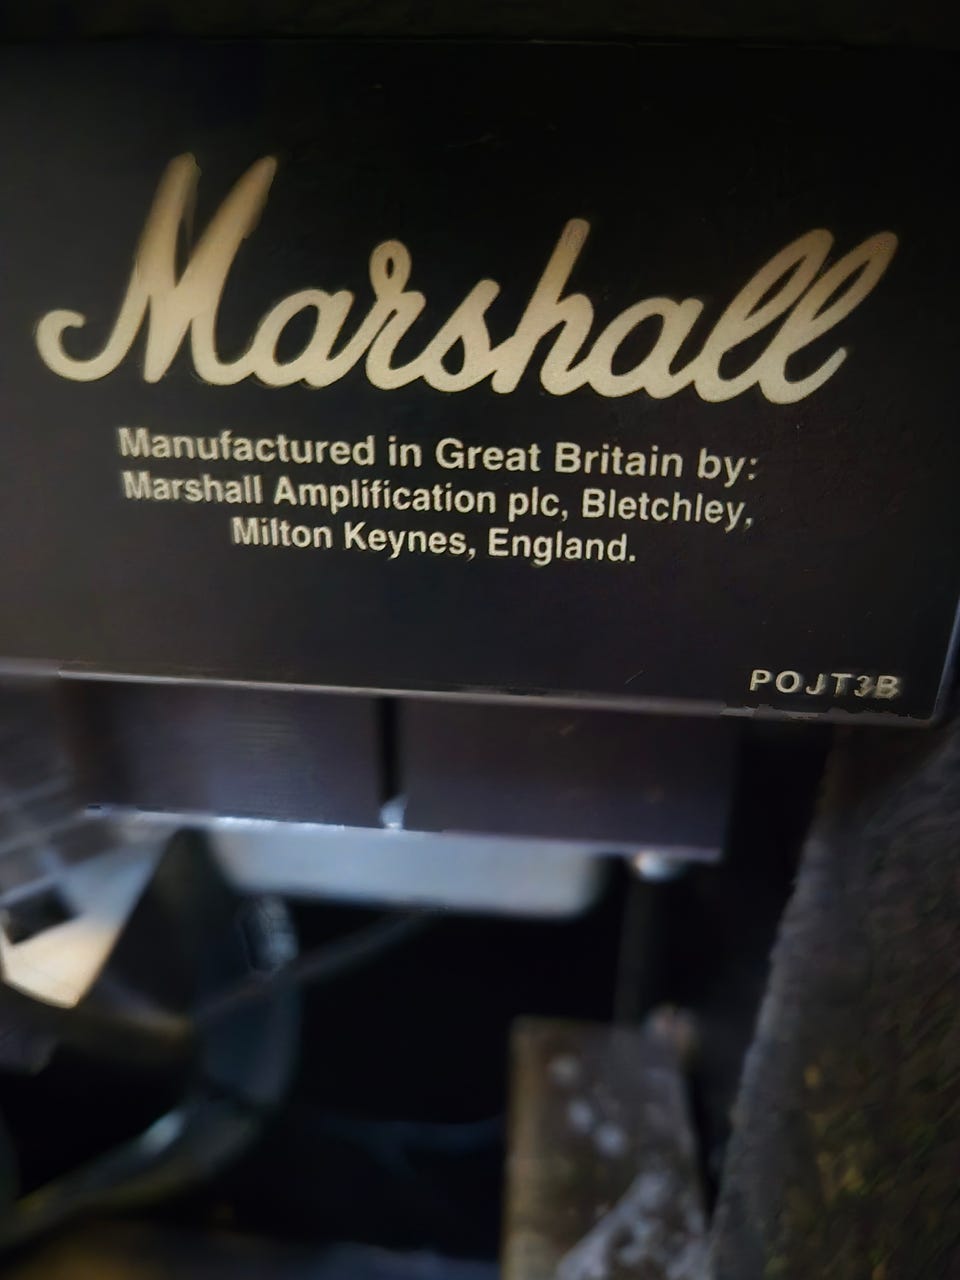 Marshall
Manufactured in Great Britain by:
Marshall Amplification plc, Bletchley,
Milton Keynes, England.
POJT3B